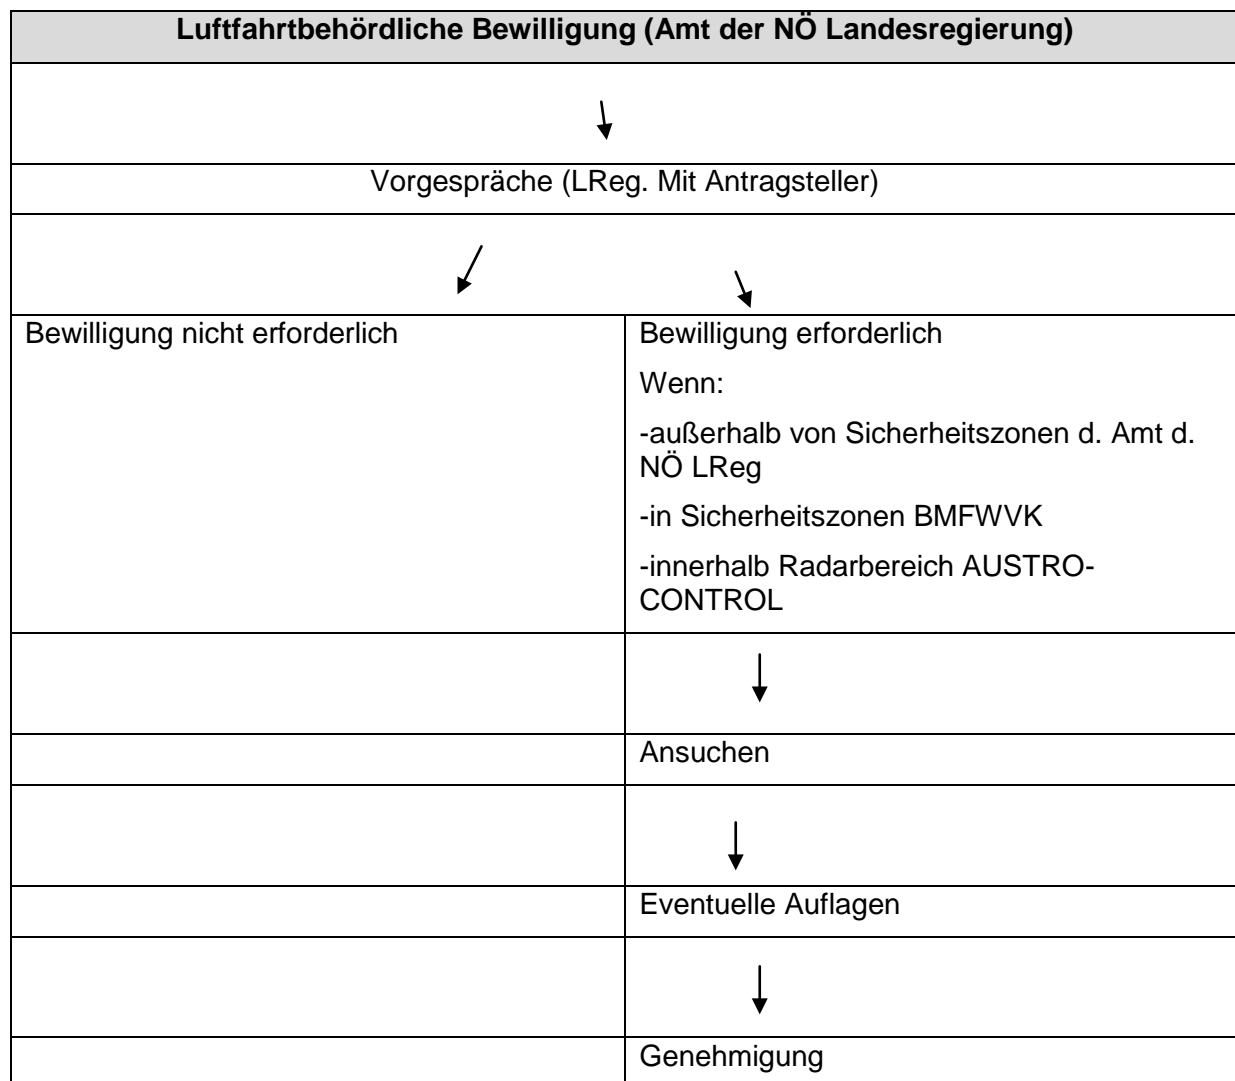 Luftfahrtbehördliche Bewilligung (Amt der NÖ Landesregierung)
Vorgespräche (LReg. Mit Antragsteller)
Bewilligung nicht erforderlich
Bewilligung erforderlich
Wenn:
-außerhalb von Sicherheitszonen d. Amt d.
NÖ LReg
-in Sicherheitszonen BMFWVK
-innerhalb Radarbereich AUSTRO-
CONTROL
Ansuchen
Eventuelle Auflagen
Genehmigung